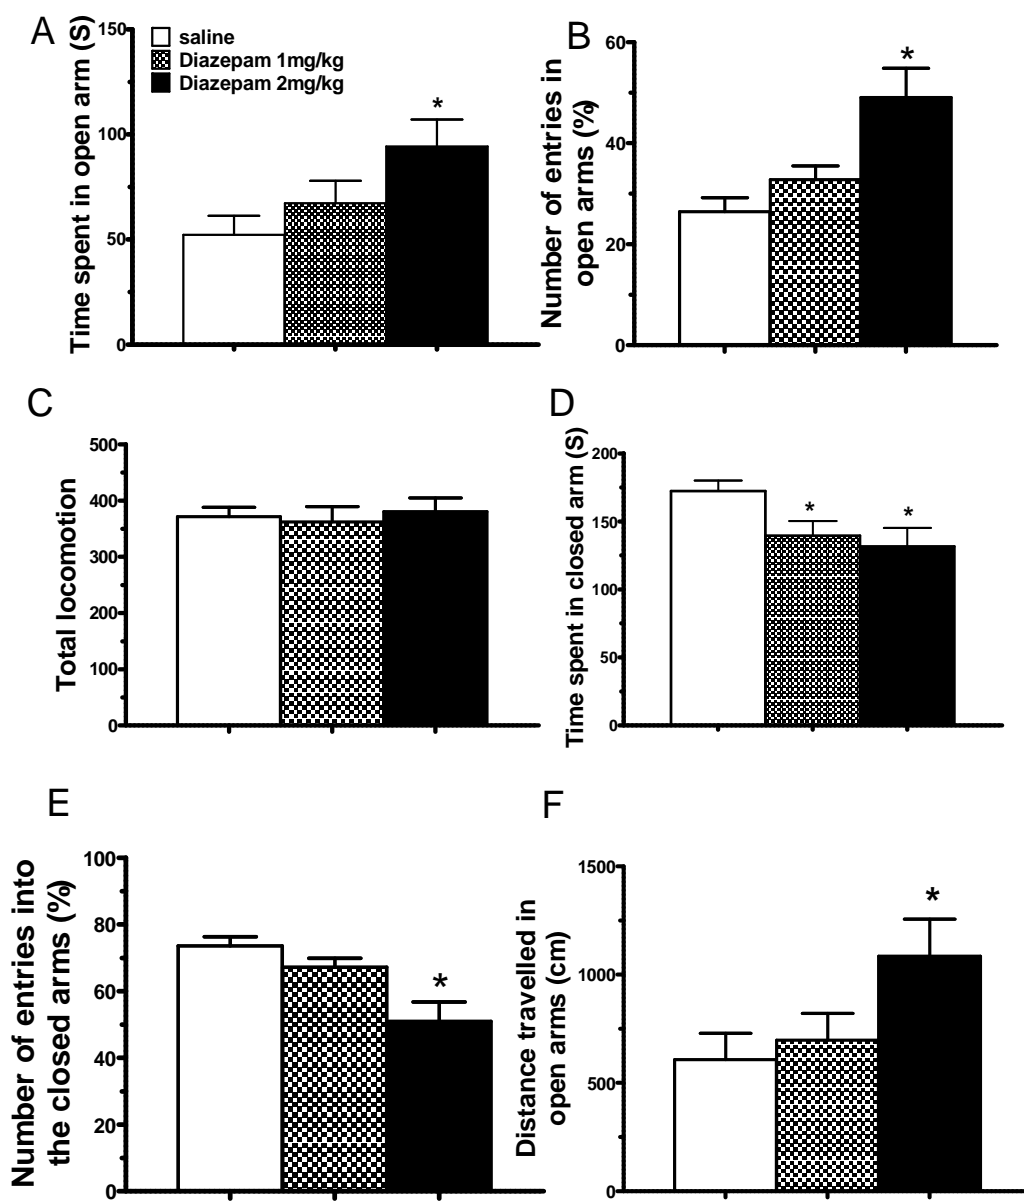 A
Time spent in open arm (S)
150
100
50
0
saline
Diazepam 1mg/kg
Diazepam 2mg/kg
*
B
Number of entries in
open arms (%)
60
40
20
0
*
C
Total locomotion
500
400
300
200
100
0
D
Time spent in closed arm (S)
200
150
100
50
0
*
*
E
Number of entries into
the closed arms (%)
100
80
60
40
20
0
*
F
Distance travelled in
open arms (cm)
1500
1000
500
0
*